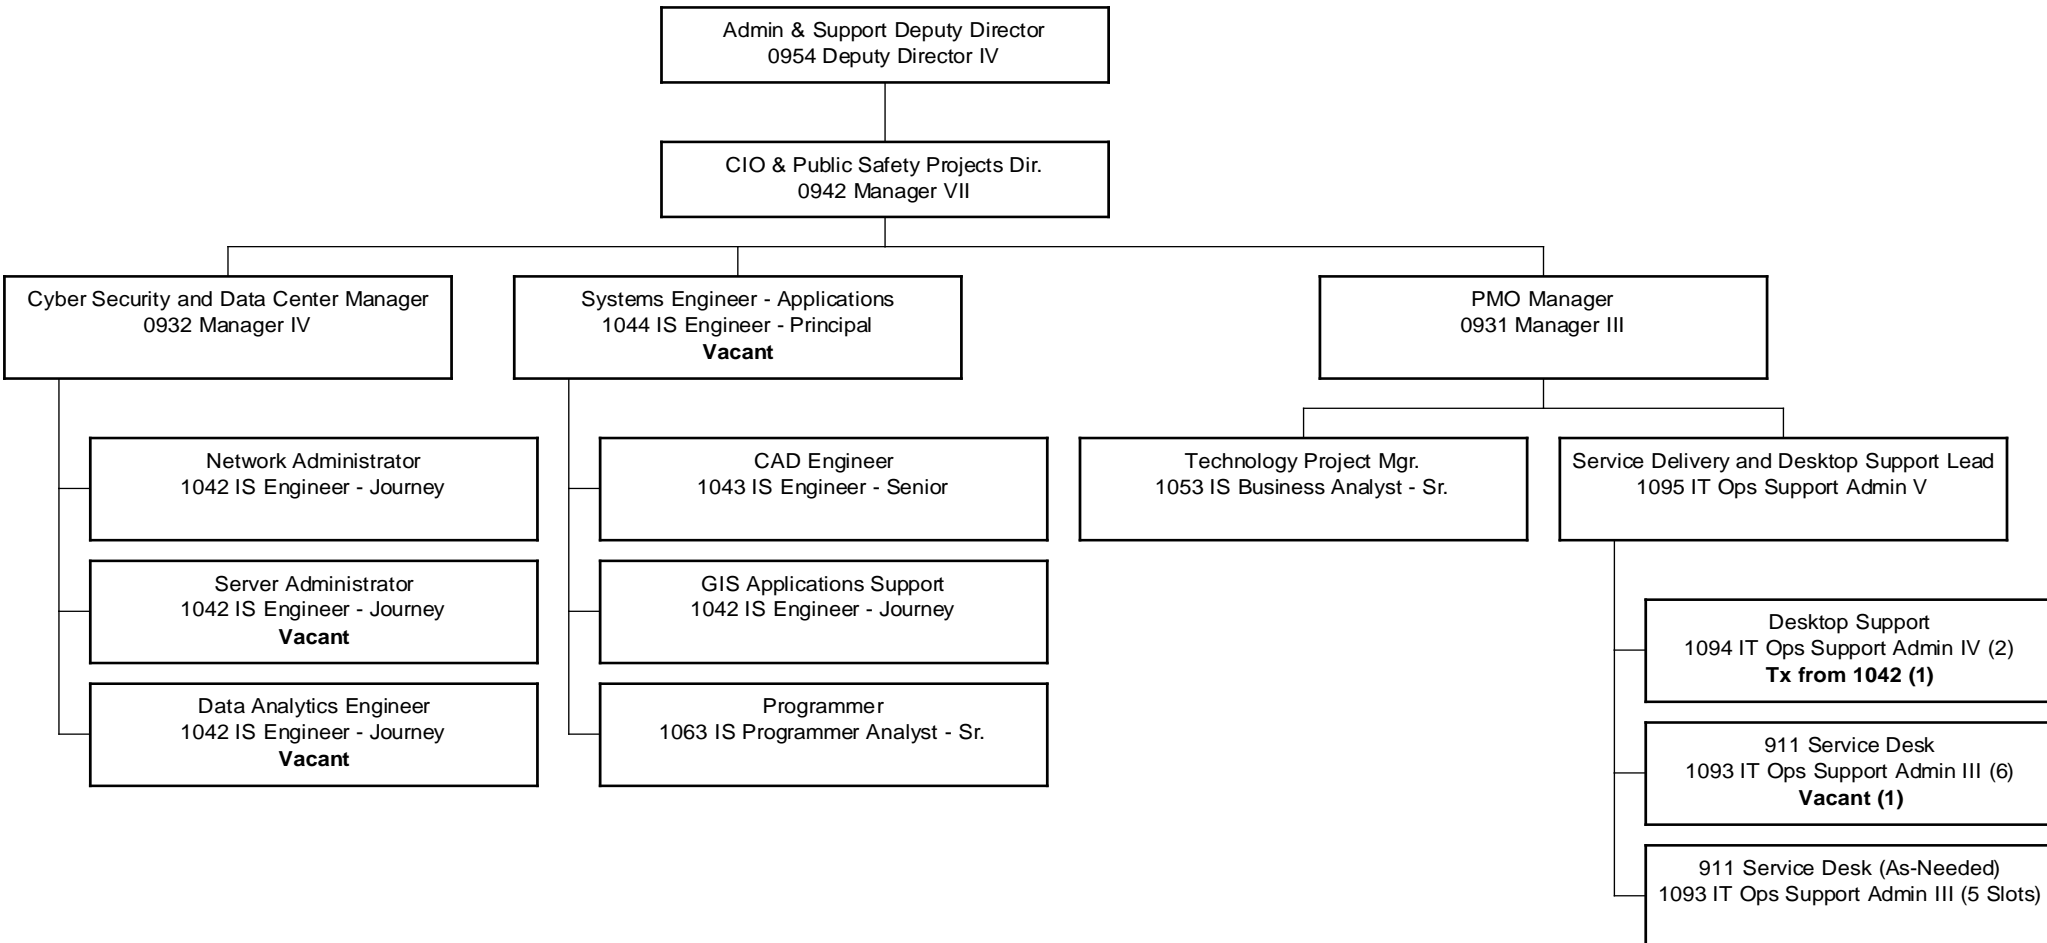 Admin & Support Deputy Director
0954 Deputy Director IV
CIO & Public Safety Projects Dir.
0942 Manager VII
Cyber Security and Data Center Manager
0932 Manager IV
Systems Engineer - Applications
1044 IS Engineer - Principal
Vacant
PMO Manager
0931 Manager III
Network Administrator
1042 IS Engineer - Journey
Server Administrator
1042 IS Engineer - Journey
Vacant
Data Analytics Engineer
1042 IS Engineer - Journey
Vacant
CAD Engineer
1043 IS Engineer - Senior
GIS Applications Support
1042 IS Engineer - Journey
Programmer
1063 IS Programmer Analyst - Sr.
Technology Project Mgr.
1053 IS Business Analyst - Sr.
Service Delivery and Desktop Support Lead
1095 IT Ops Support Admin V
Desktop Support
1094 IT Ops Support Admin IV (2)
Tx from 1042 (1)
911 Service Desk
1093 IT Ops Support Admin III (6)
Vacant (1)
911 Service Desk (As-Needed)
1093 IT Ops Support Admin III (5 Slots)